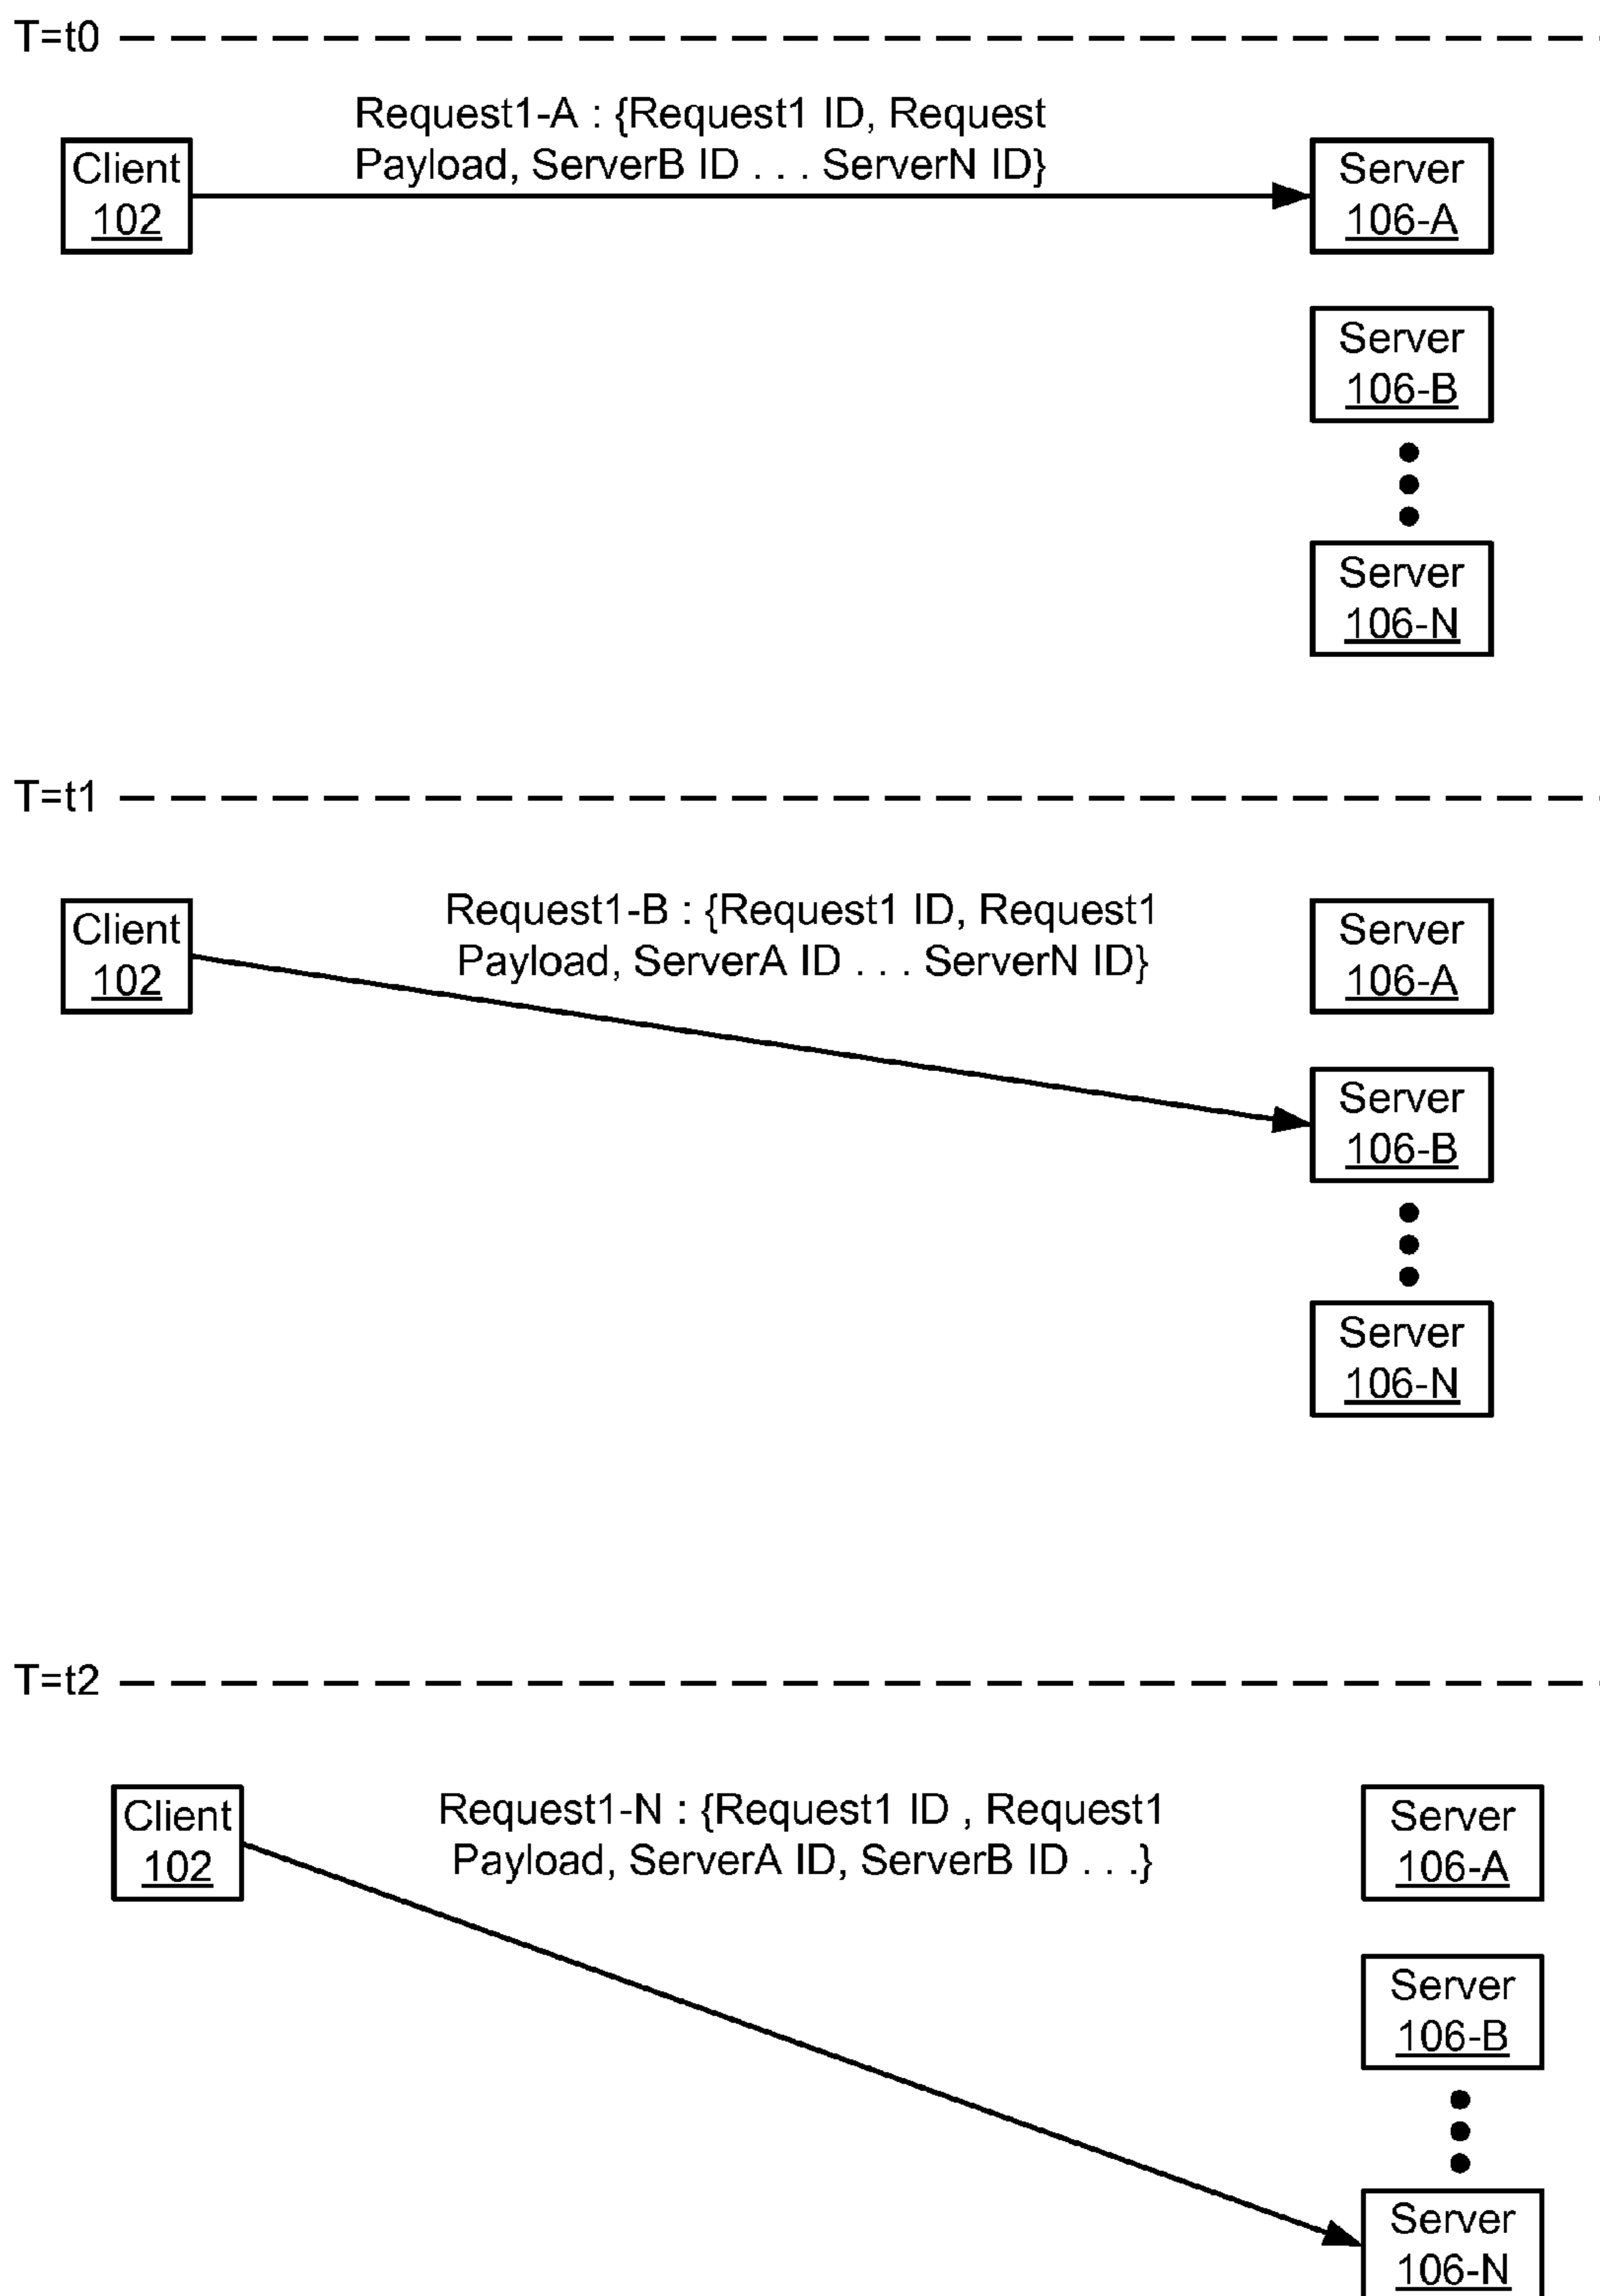 T=t0
Request1-A : {Request1 ID, Request
Payload, ServerB ID . . . ServerN ID}
Client
102
Server
106-A
Server
106-B
Server
106-N
T=t1
Request1-B : {Request1 ID, Request1
Payload, ServerA ID . . . ServerN ID}
Client
102
Server
106-A
Server
106-B
Server
106-N
T=t2
Request1-N : {Request1 ID , Request1
Payload, ServerA ID, ServerB ID . . .}
Client
102
Server
106-A
Server
106-B
Server
106-N